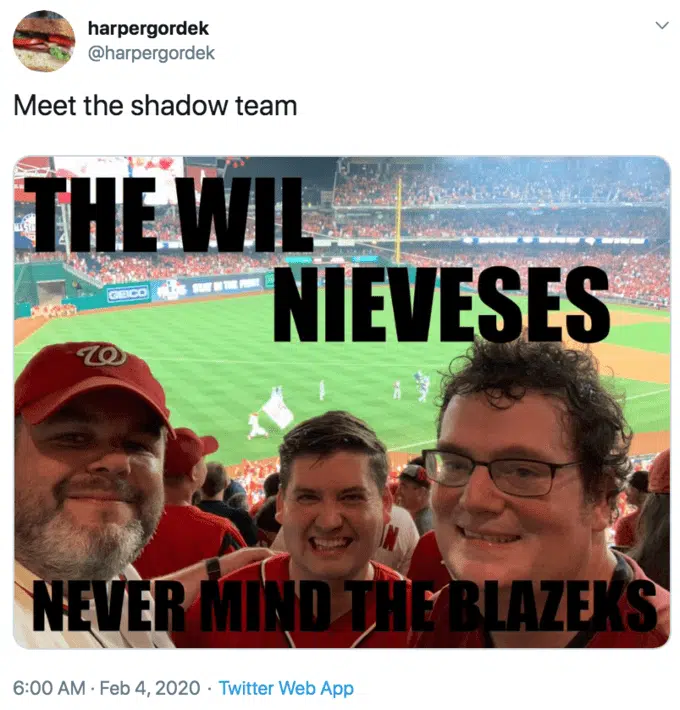 harpergordek
@harpergordek
Meet the shadow team
THE WIL
NIEVESES
GEICO
W
N
NEVER MIND THE BLAZEKS
6:00 AM · Feb 4, 2020 · Twitter Web App